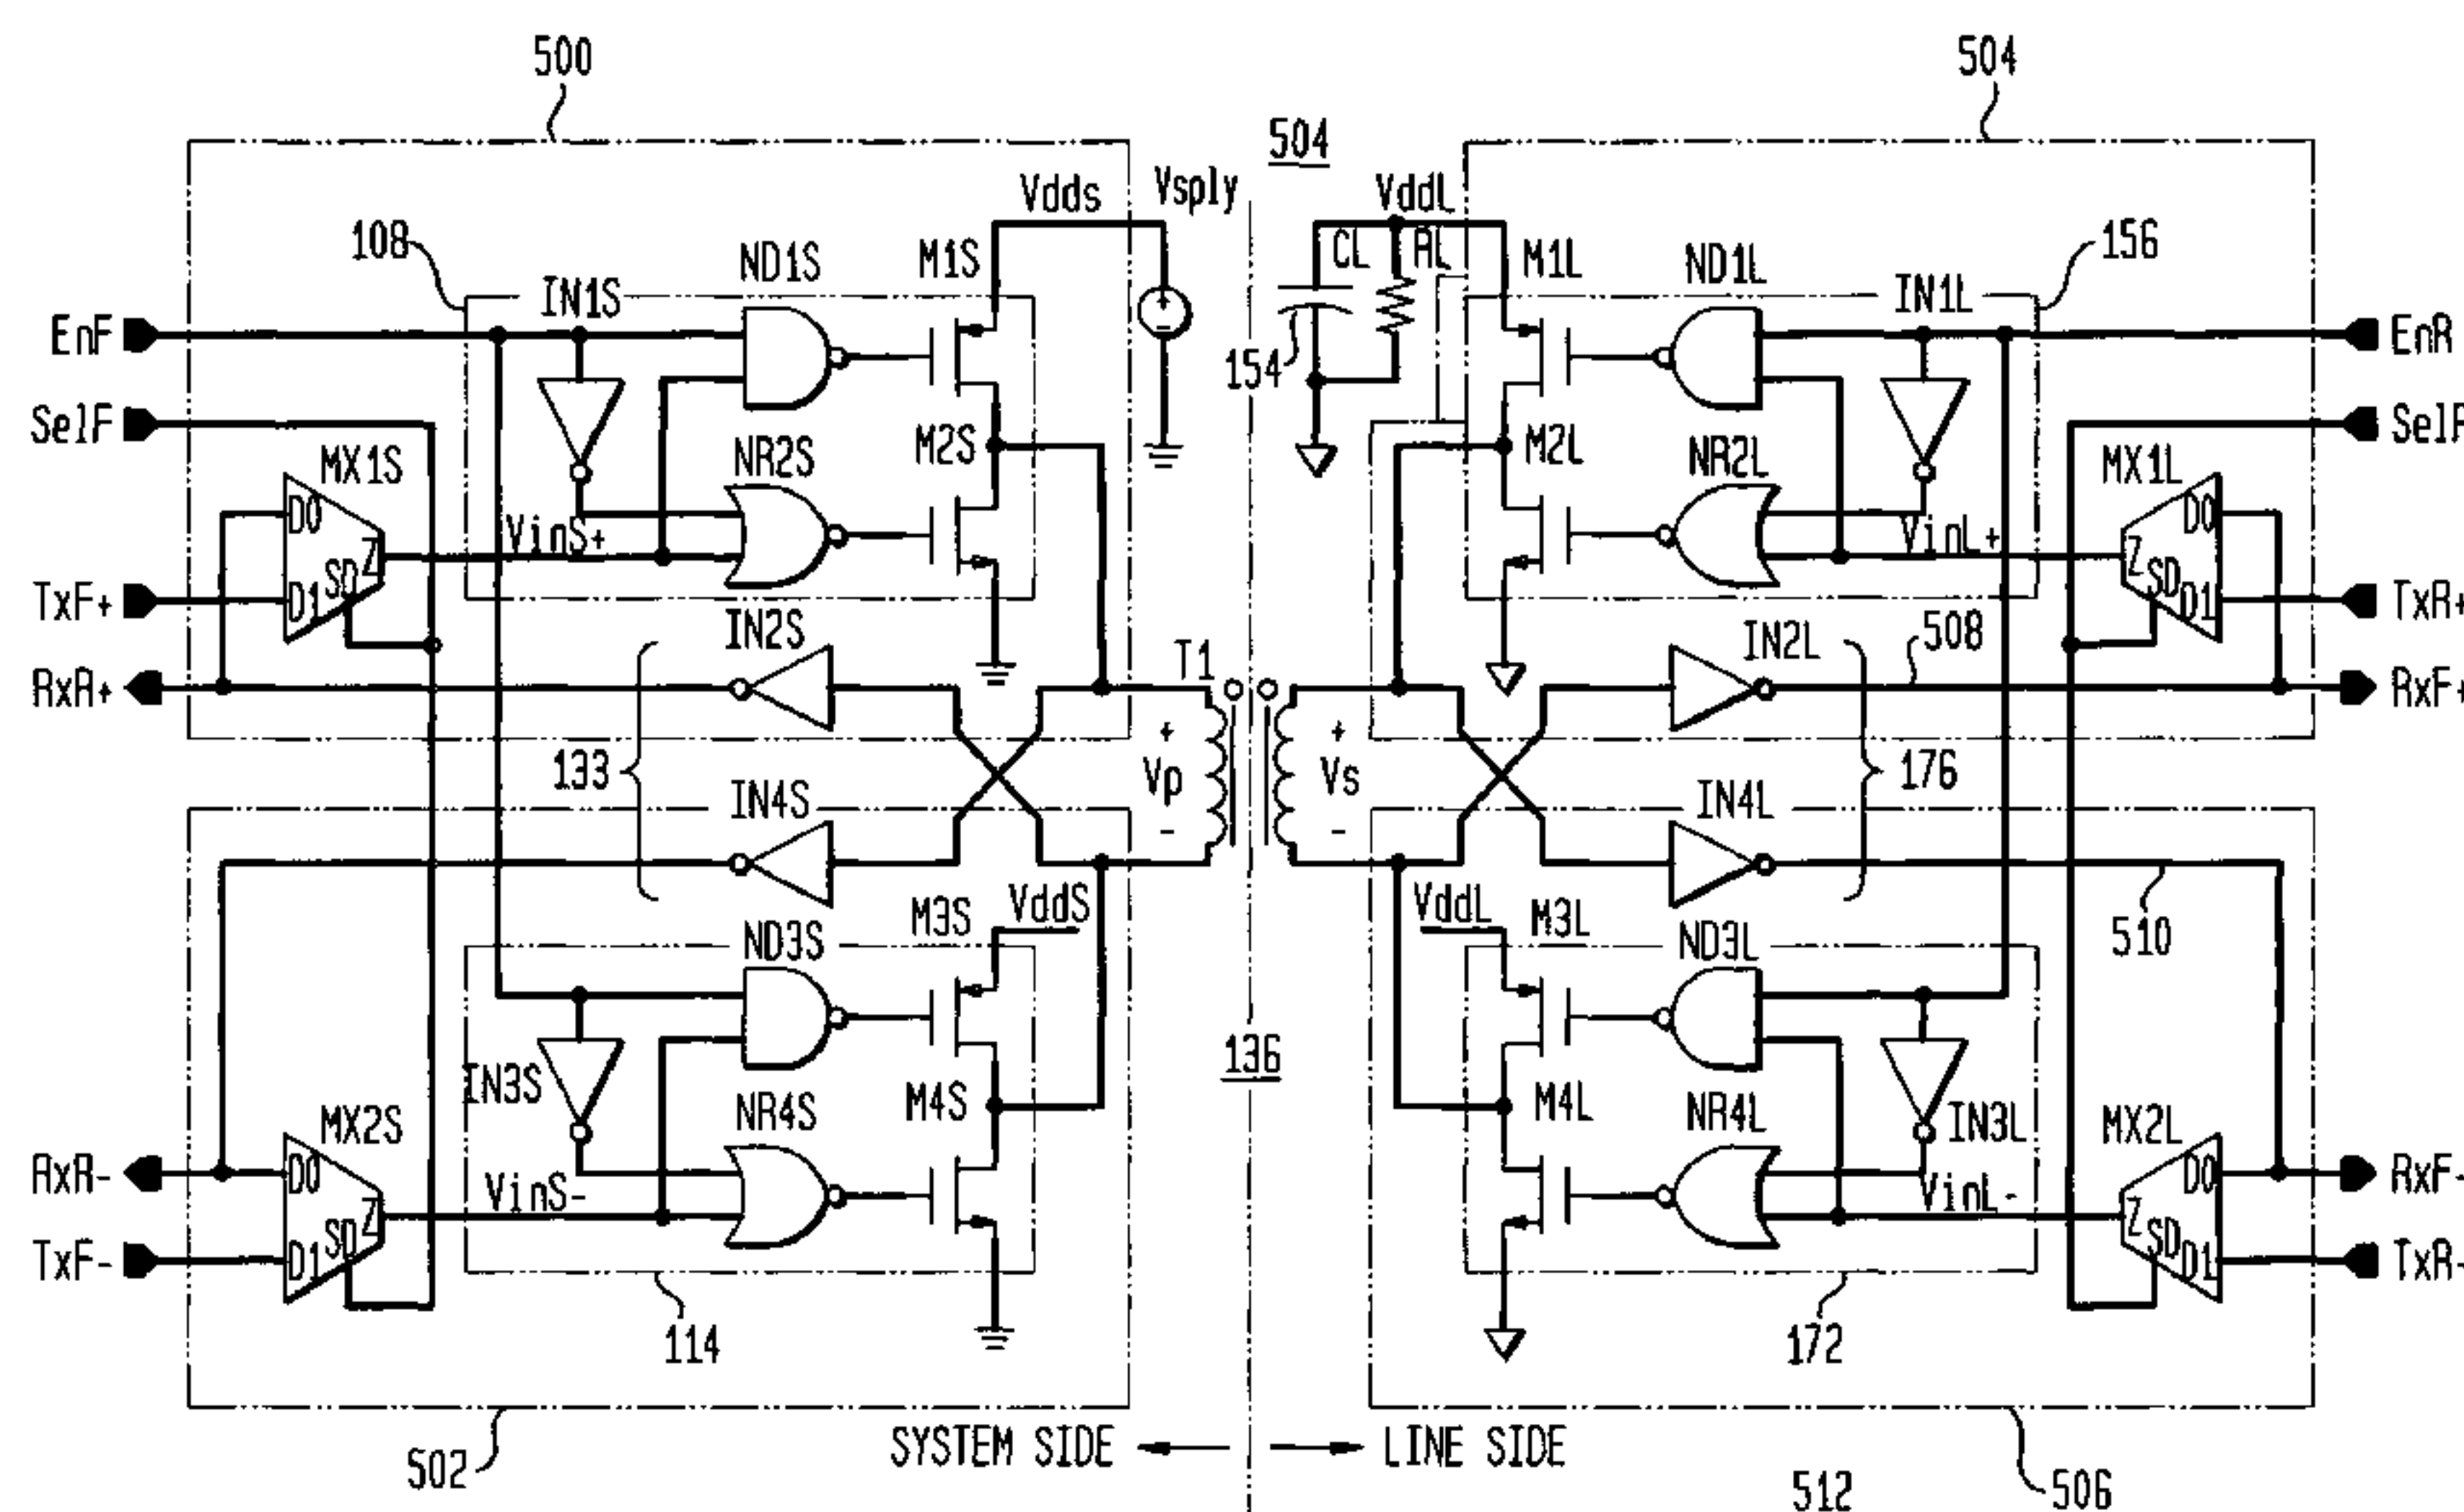 500
504
504
Vdds
Vsply
VddL
108
IN1S
ND1S
M1S
CL
RL
M1L
ND1L
IN1L
156
EnF
EnR
154
SelF
MX1S
NR2S
M2S
M2L
NR2L
MX1L
D0
Z
D1
SD
VinS+
VinL+
D0
Z
SD
D1
TxF+
TxR+
IN2S
T1
IN2L
508
RxR+
RxF+
133
+
Vp
-
+
Vs
-
176
IN4S
IN4L
M3S
VddS
VddL
M3L
510
ND3S
ND3L
136
IN3S
M4S
M4L
IN3L
MX2S
NR4S
NR4L
MX2L
RxR-
D0
Z
SD
D1
VinS-
VinL-
D0
Z
SD
D1
RxF-
TxF-
TxR-
114
172
502
SYSTEM SIDE
LINE SIDE
512
506